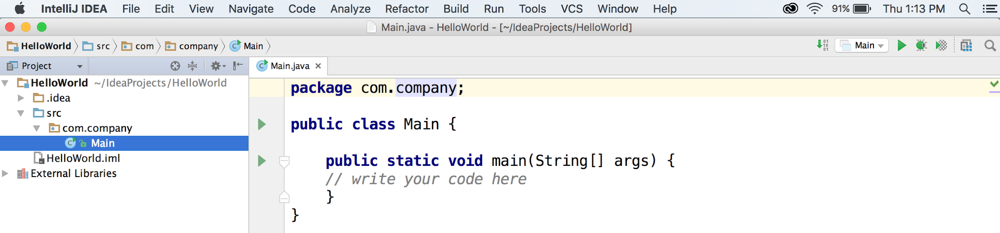 IntelliJ IDEA File Edit View Navigate Code Analyze Refactor Build Run Tools VCS Window Help 91% Thu 1:13 PM
Main.java - HelloWorld - [~/IdeaProjects/HelloWorld]
HelloWorld src com company Main Main
Project
Main.java
HelloWorld ~/IdeaProjects/HelloWorld
.idea
src
com.company
Main
HelloWorld.iml
External Libraries
package com.company;
public class Main {
public static void main(String[] args) {
// write your code here
}
}